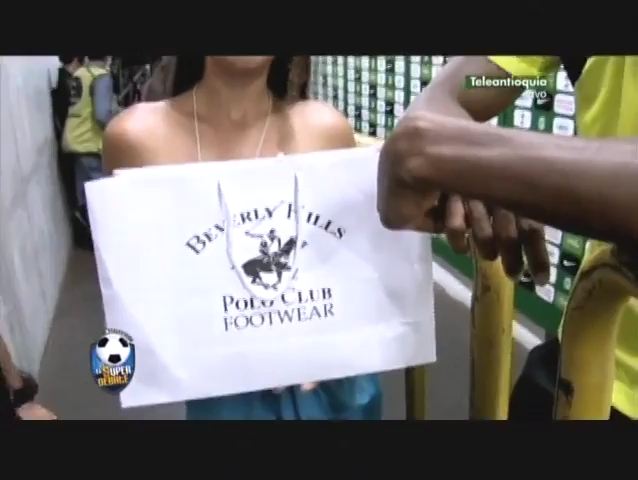 Teleantioquia
vivo
BEVERLY HILLS
POLO CLUB
FOOTWEAR
SUPER
DEBATE